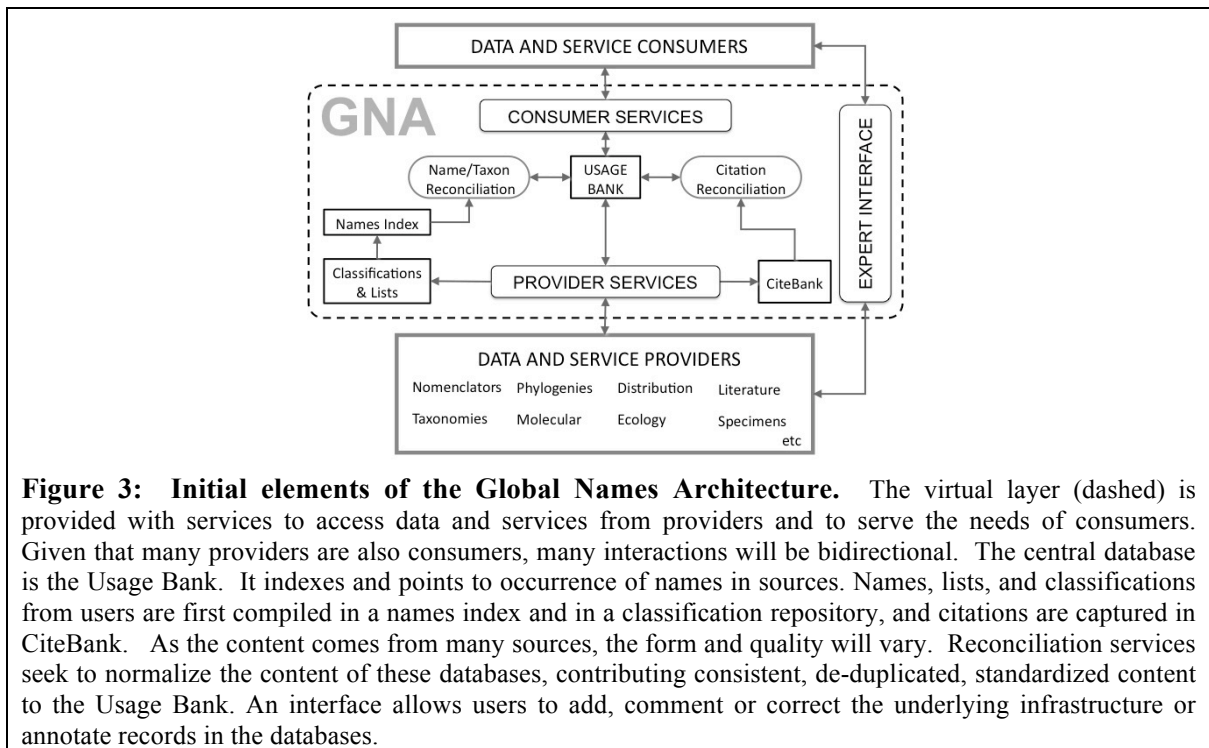 DATA AND SERVICE CONSUMERS
GNA
CONSUMER SERVICES
Name/Taxon
Reconciliation
USAGE
BANK
Citation
Reconciliation
EXPERT INTERFACE
Names Index
Classifications
& Lists
PROVIDER SERVICES
CiteBank
DATA AND SERVICE PROVIDERS
Nomenclators Phylogenies Distribution Literature
Taxonomies Molecular Ecology Specimens
etc
Figure 3: Initial elements of the Global Names Architecture. The virtual layer (dashed) is
provided with services to access data and services from providers and to serve the needs of consumers.
Given that many providers are also consumers, many interactions will be bidirectional. The central database
is the Usage Bank. It indexes and points to occurrence of names in sources. Names, lists, and classifications
from users are first compiled in a names index and in a classification repository, and citations are captured in
CiteBank. As the content comes from many sources, the form and quality will vary. Reconciliation services
seek to normalize the content of these databases, contributing consistent, de-duplicated, standardized content
to the Usage Bank. An interface allows users to add, comment or correct the underlying infrastructure or
annotate records in the databases.